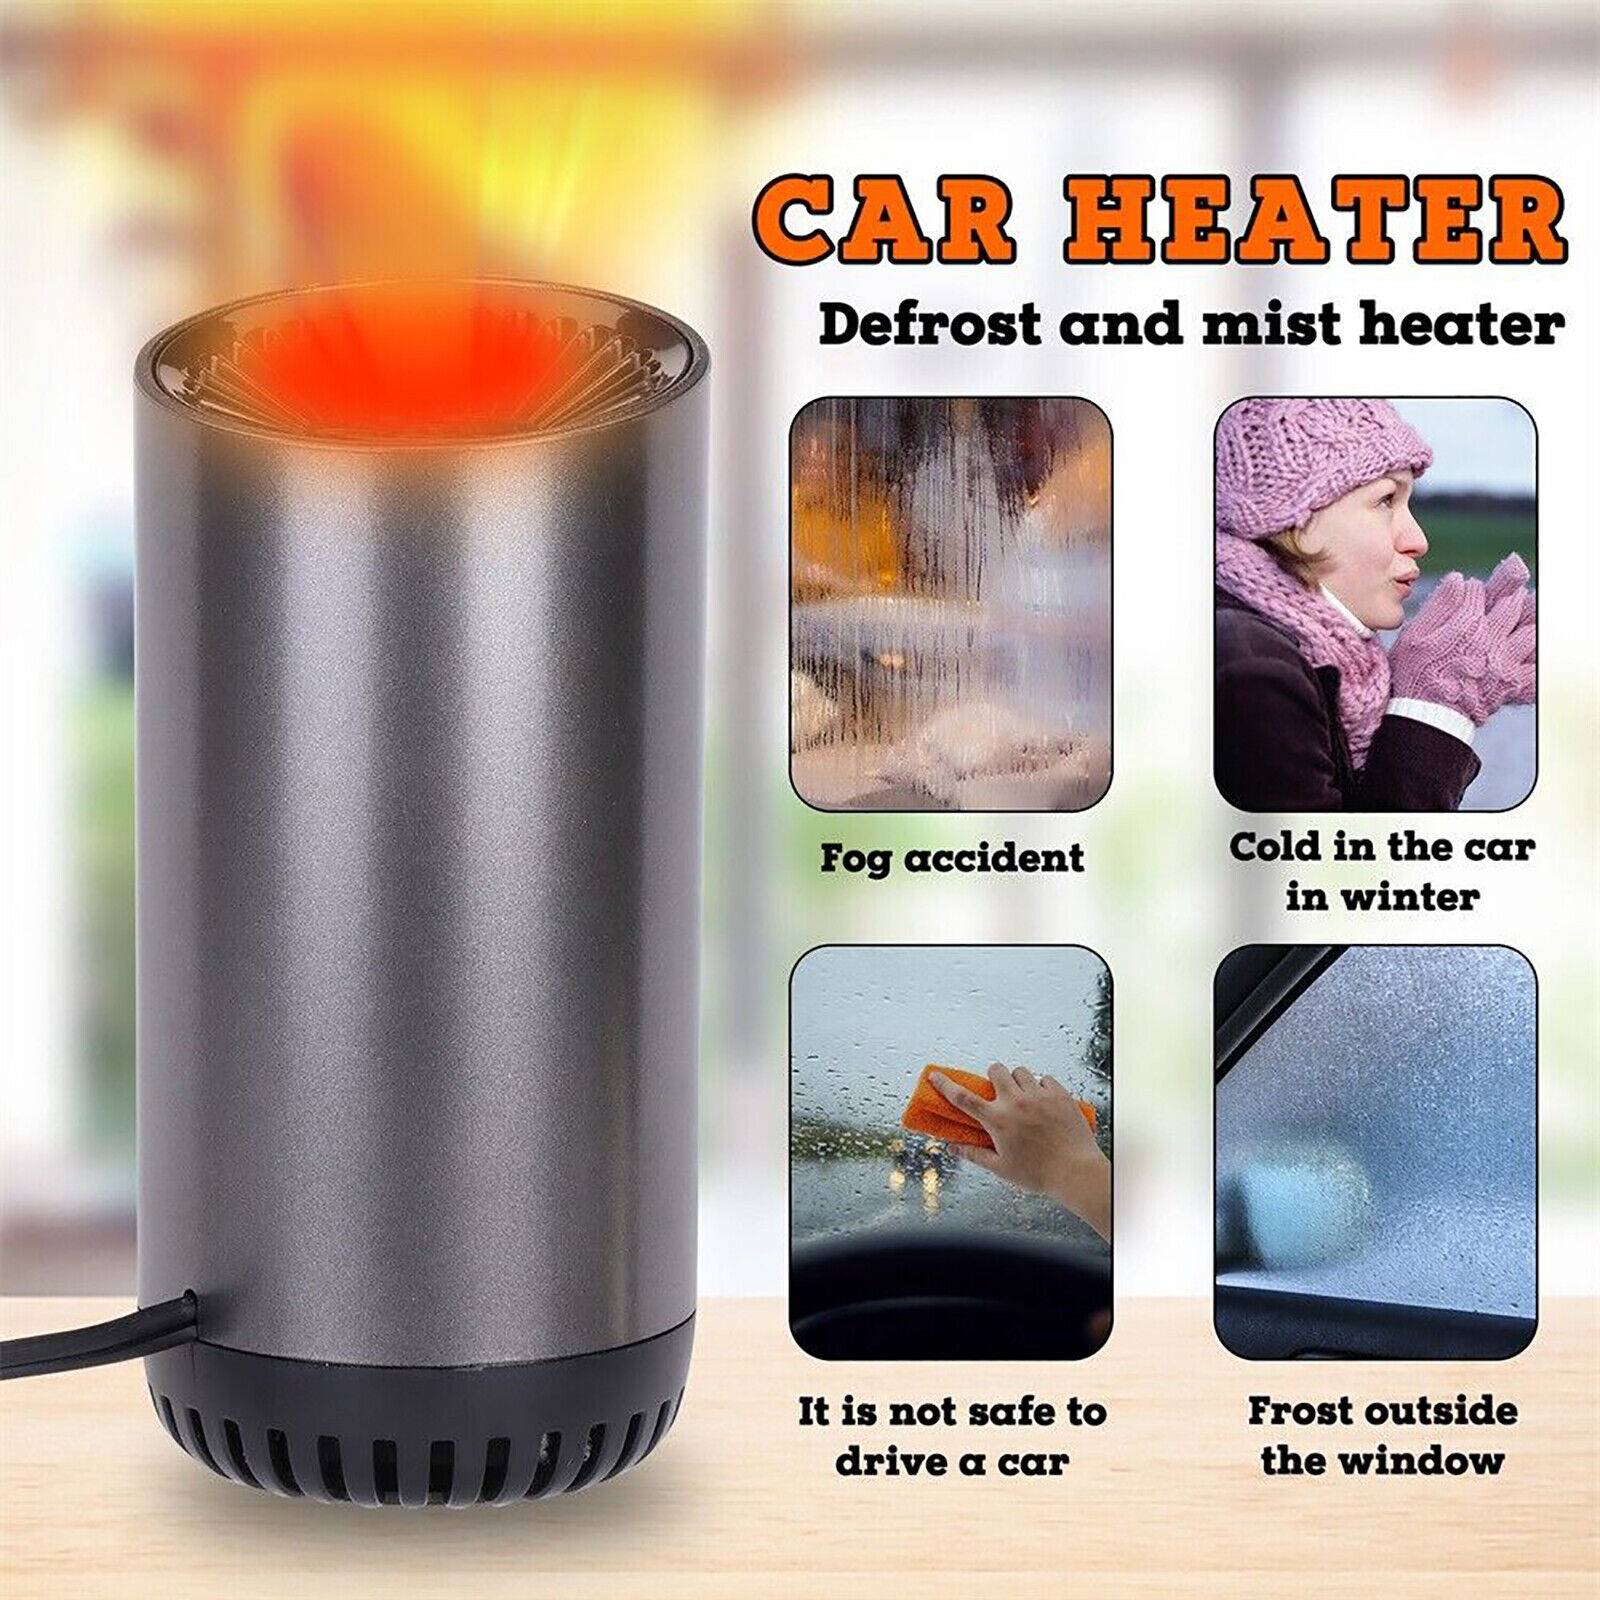 CAR HEATER
Defrost and mist heater
Fog accident
Cold in the car
in winter
It is not safe to
drive a car
Frost outside
the window